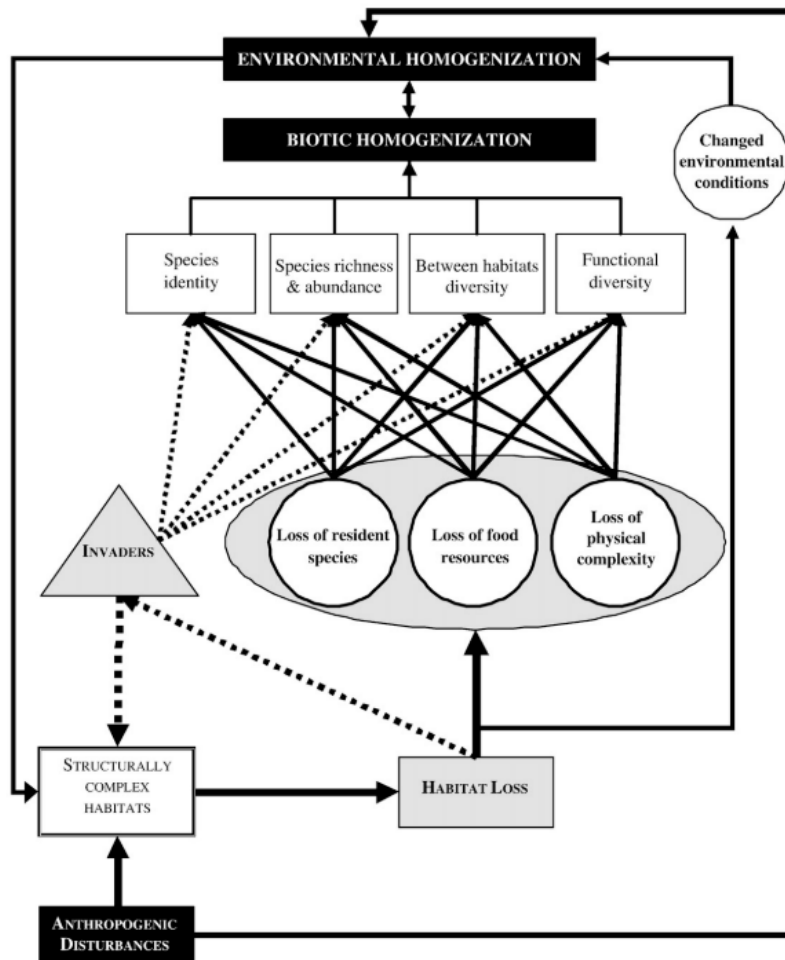 ENVIRONMENTAL HOMOGENIZATION
BIOTIC HOMOGENIZATION
Changed
environmental
conditions
Species
identity
Species richness
& abundance
Between habitats
diversity
Functional
diversity
INVADERS
Loss of resident
species
Loss of food
resources
Loss of
physical
complexity
STRUCTURALLY
COMPLEX
HABITATS
HABITAT LOSS
ANTHROPOGENIC
DISTURBANCES